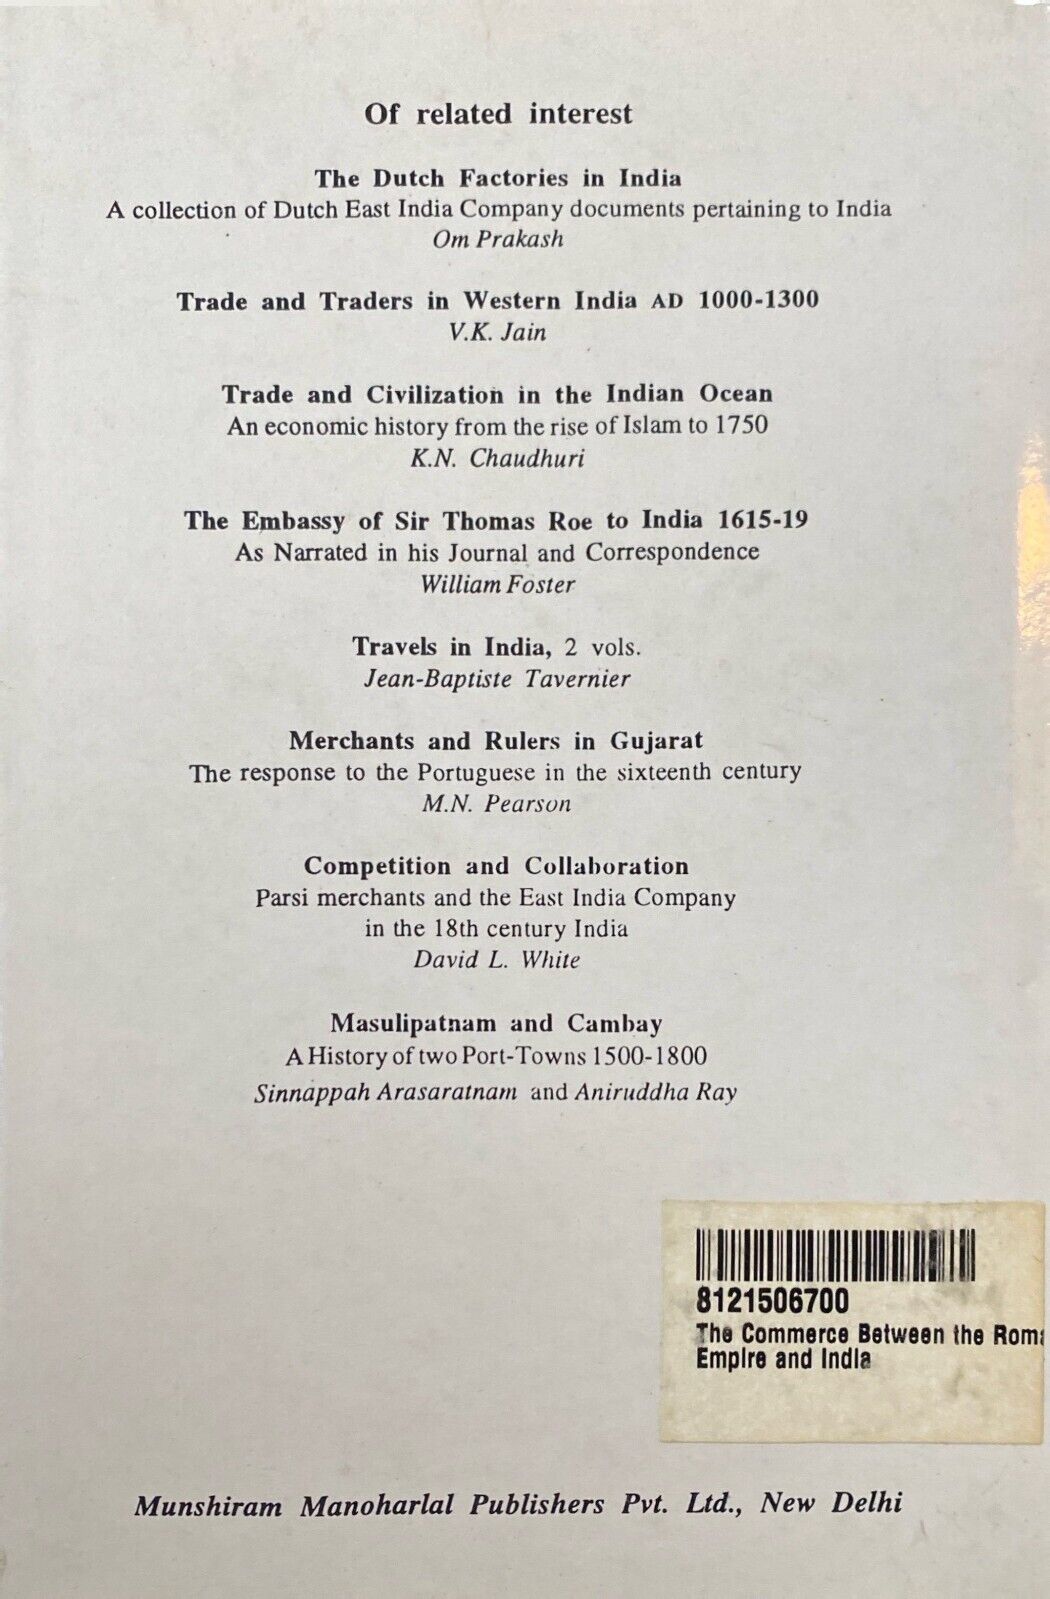 Of related interest
The Dutch Factories in India
A collection of Dutch East India Company documents pertaining to India
Om Prakash
Trade and Traders in Western India AD 1000-1300
V.K. Jain
Trade and Civilization in the Indian Ocean
An economic history from the rise of Islam to 1750
K.N. Chaudhuri
The Embassy of Sir Thomas Roe to India 1615-19
As Narrated in his Journal and Correspondence
William Foster
Travels in India, 2 vols.
Jean-Baptiste Tavernier
Merchants and Rulers in Gujarat
The response to the Portuguese in the sixteenth century
M.N. Pearson
Competition and Collaboration
Parsi merchants and the East India Company
in the 18th century India
David L. White
Masulipatnam and Cambay
A History of two Port-Towns 1500-1800
Sinnappah Arasaratnam and Aniruddha Ray
8121506700
The Commerce Between the Roma
Empire and India
Munshiram Manoharlal Publishers Pvt. Ltd., New Delhi